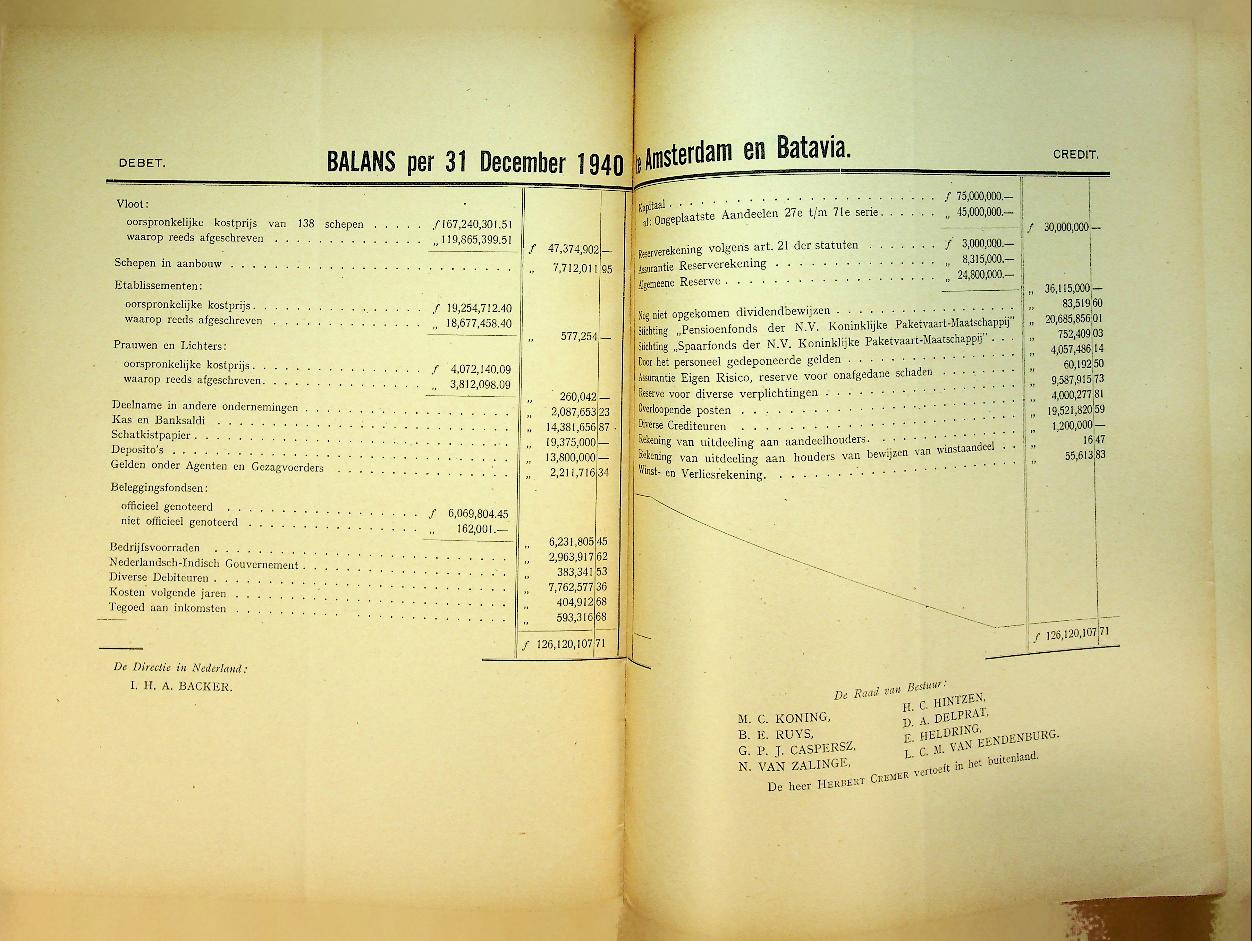 DEBET.
BALANS per 31 December 1940 te Amsterdam en Batavia.
CREDIT.
Vloot:
oorspronkelijke kostprijs van 138 schepen . . . . . ƒ 167,240,301.51
waarop reeds afgeschreven . . . . . . . . . . . . „ 119,865,399.51
ƒ 47,374,902 —
Schepen in aanbouw . . . . . . . . . . . . . . . . . . . . . . . . „ 7,712,011 95
Etablissementen:
oorspronkelijke kostprijs . . . . . . . . . . . . . . ƒ 19,254,712.40
waarop reeds afgeschreven . . . . . . . . . . . . „ 18,677,458.40
„ 577,254 —
Prauwen en Lichters:
oorspronkelijke kostprijs . . . . . . . . . . . . . . ƒ 4,072,140.09
waarop reeds afgeschreven . . . . . . . . . . . . . „ 3,812,098.09
„ 260,042 —
Deelname in andere ondernemingen . . . . . . . . . . . . . . . . . „ 2,087,653 23
Kas en Banksaldi . . . . . . . . . . . . . . . . . . . . . . . . . „ 14,381,656 87
Schatkistpapier . . . . . . . . . . . . . . . . . . . . . . . . . . „ 19,375,000 —
Deposito's . . . . . . . . . . . . . . . . . . . . . . . . . . . . „ 13,800,000 —
Gelden onder Agenten en Gezagvoerders . . . . . . . . . . . . . . „ 2,211,716 34
Beleggingsfondsen:
officieel genoteerd . . . . . . . . . . . . . . . . ƒ 6,069,804.45
niet officieel genoteerd . . . . . . . . . . . . . . „ 162,001.—
„ 6,231,805 45
Bedrijfsvoorraden . . . . . . . . . . . . . . . . . . . . . . . . „ 2,963,917 62
Nederlandsch-Indisch Gouvernement . . . . . . . . . . . . . . . . „ 383,341 53
Diverse Debiteuren . . . . . . . . . . . . . . . . . . . . . . . . „ 7,762,577 36
Kosten volgende jaren . . . . . . . . . . . . . . . . . . . . . . „ 404,912 68
Tegoed aan inkomsten . . . . . . . . . . . . . . . . . . . . . . „ 593,316 68
ƒ 126,120,107 71
De Directie in Nederland:
I. H. A. BACKER.
Kapitaal . . . . . . . . . . . . . . . . . . . . . . ƒ 75,000,000.—
af: Ongeplaatste Aandeelen 27e t/m 71e serie . . . . . . „ 45,000,000.—
ƒ 30,000,000 —
Reserverekening volgens art. 21 der statuten . . . . . . . ƒ 3,000,000.—
Assurantie Reserverekening . . . . . . . . . . . . . . „ 8,315,000.—
Algemeene Reserve . . . . . . . . . . . . . . . . . . „ 24,800,000.—
„ 36,115,000 —
Nog niet opgekomen dividendbewijzen . . . . . . . . . . . . . . „ 83,519 60
Stichting „Pensioenfonds der N.V. Koninklijke Paketvaart-Maatschappij" „ 20,685,856 01
Stichting „Spaarfonds der N.V. Koninklijke Paketvaart-Maatschappij" . . . „ 752,409 03
Door het personeel gedeponeerde gelden . . . . . . . . . . . . . „ 4,057,486 14
Assurantie Eigen Risico, reserve voor onafgedane schaden . . . . . . . . „ 60,192 50
Reserve voor diverse verplichtingen . . . . . . . . . . . . . . . „ 9,587,915 73
Overloopende posten . . . . . . . . . . . . . . . . . . . . . . „ 4,000,277 81
Diverse Crediteuren . . . . . . . . . . . . . . . . . . . . . . „ 19,521,820 59
Rekening van uitdeeling aan aandeelhouders . . . . . . . . . . . . „ 1,200,000 —
Rekening van uitdeeling aan houders van bewijzen van winstaandeel . . . „ 16 47
Winst- en Verliesrekening . . . . . . . . . . . . . . . . . . . . „ 55,613 83
ƒ 126,120,107 71
De Raad van Bestuur:
M. C. KONING,
B. E. RUYS,
G. P. J. CASPERSZ,
N. VAN ZALINGE,
H. C. HINTZEN,
D. A. DELPRAT,
E. HELDRING,
L. C. M. VAN EENDENBURG.
De heer HERBERT CREMER vertoeft in het buitenland.